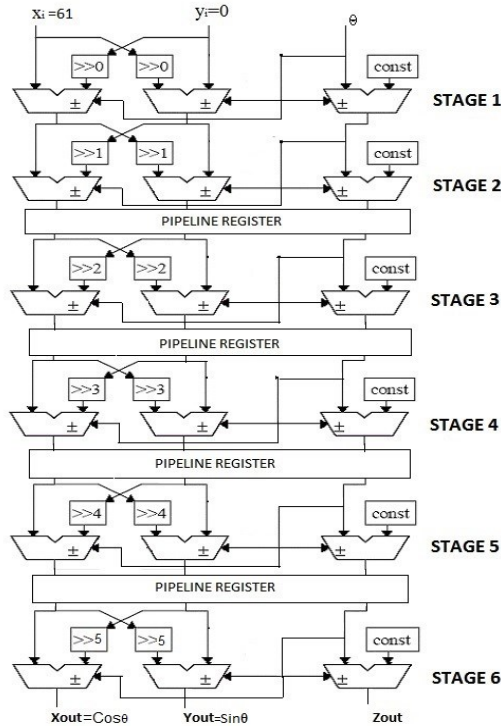 xᵢ=61 yᵢ=0 θ
>>0 >>0 const
± ± ± STAGE 1
>>1 >>1 const
± ± ± STAGE 2
PIPELINE REGISTER
>>2 >>2 const
± ± ± STAGE 3
PIPELINE REGISTER
>>3 >>3 const
± ± ± STAGE 4
PIPELINE REGISTER
>>4 >>4 const
± ± ± STAGE 5
PIPELINE REGISTER
>>5 >>5 const
± ± ± STAGE 6
Xout=Cosθ Yout=Sinθ Zout